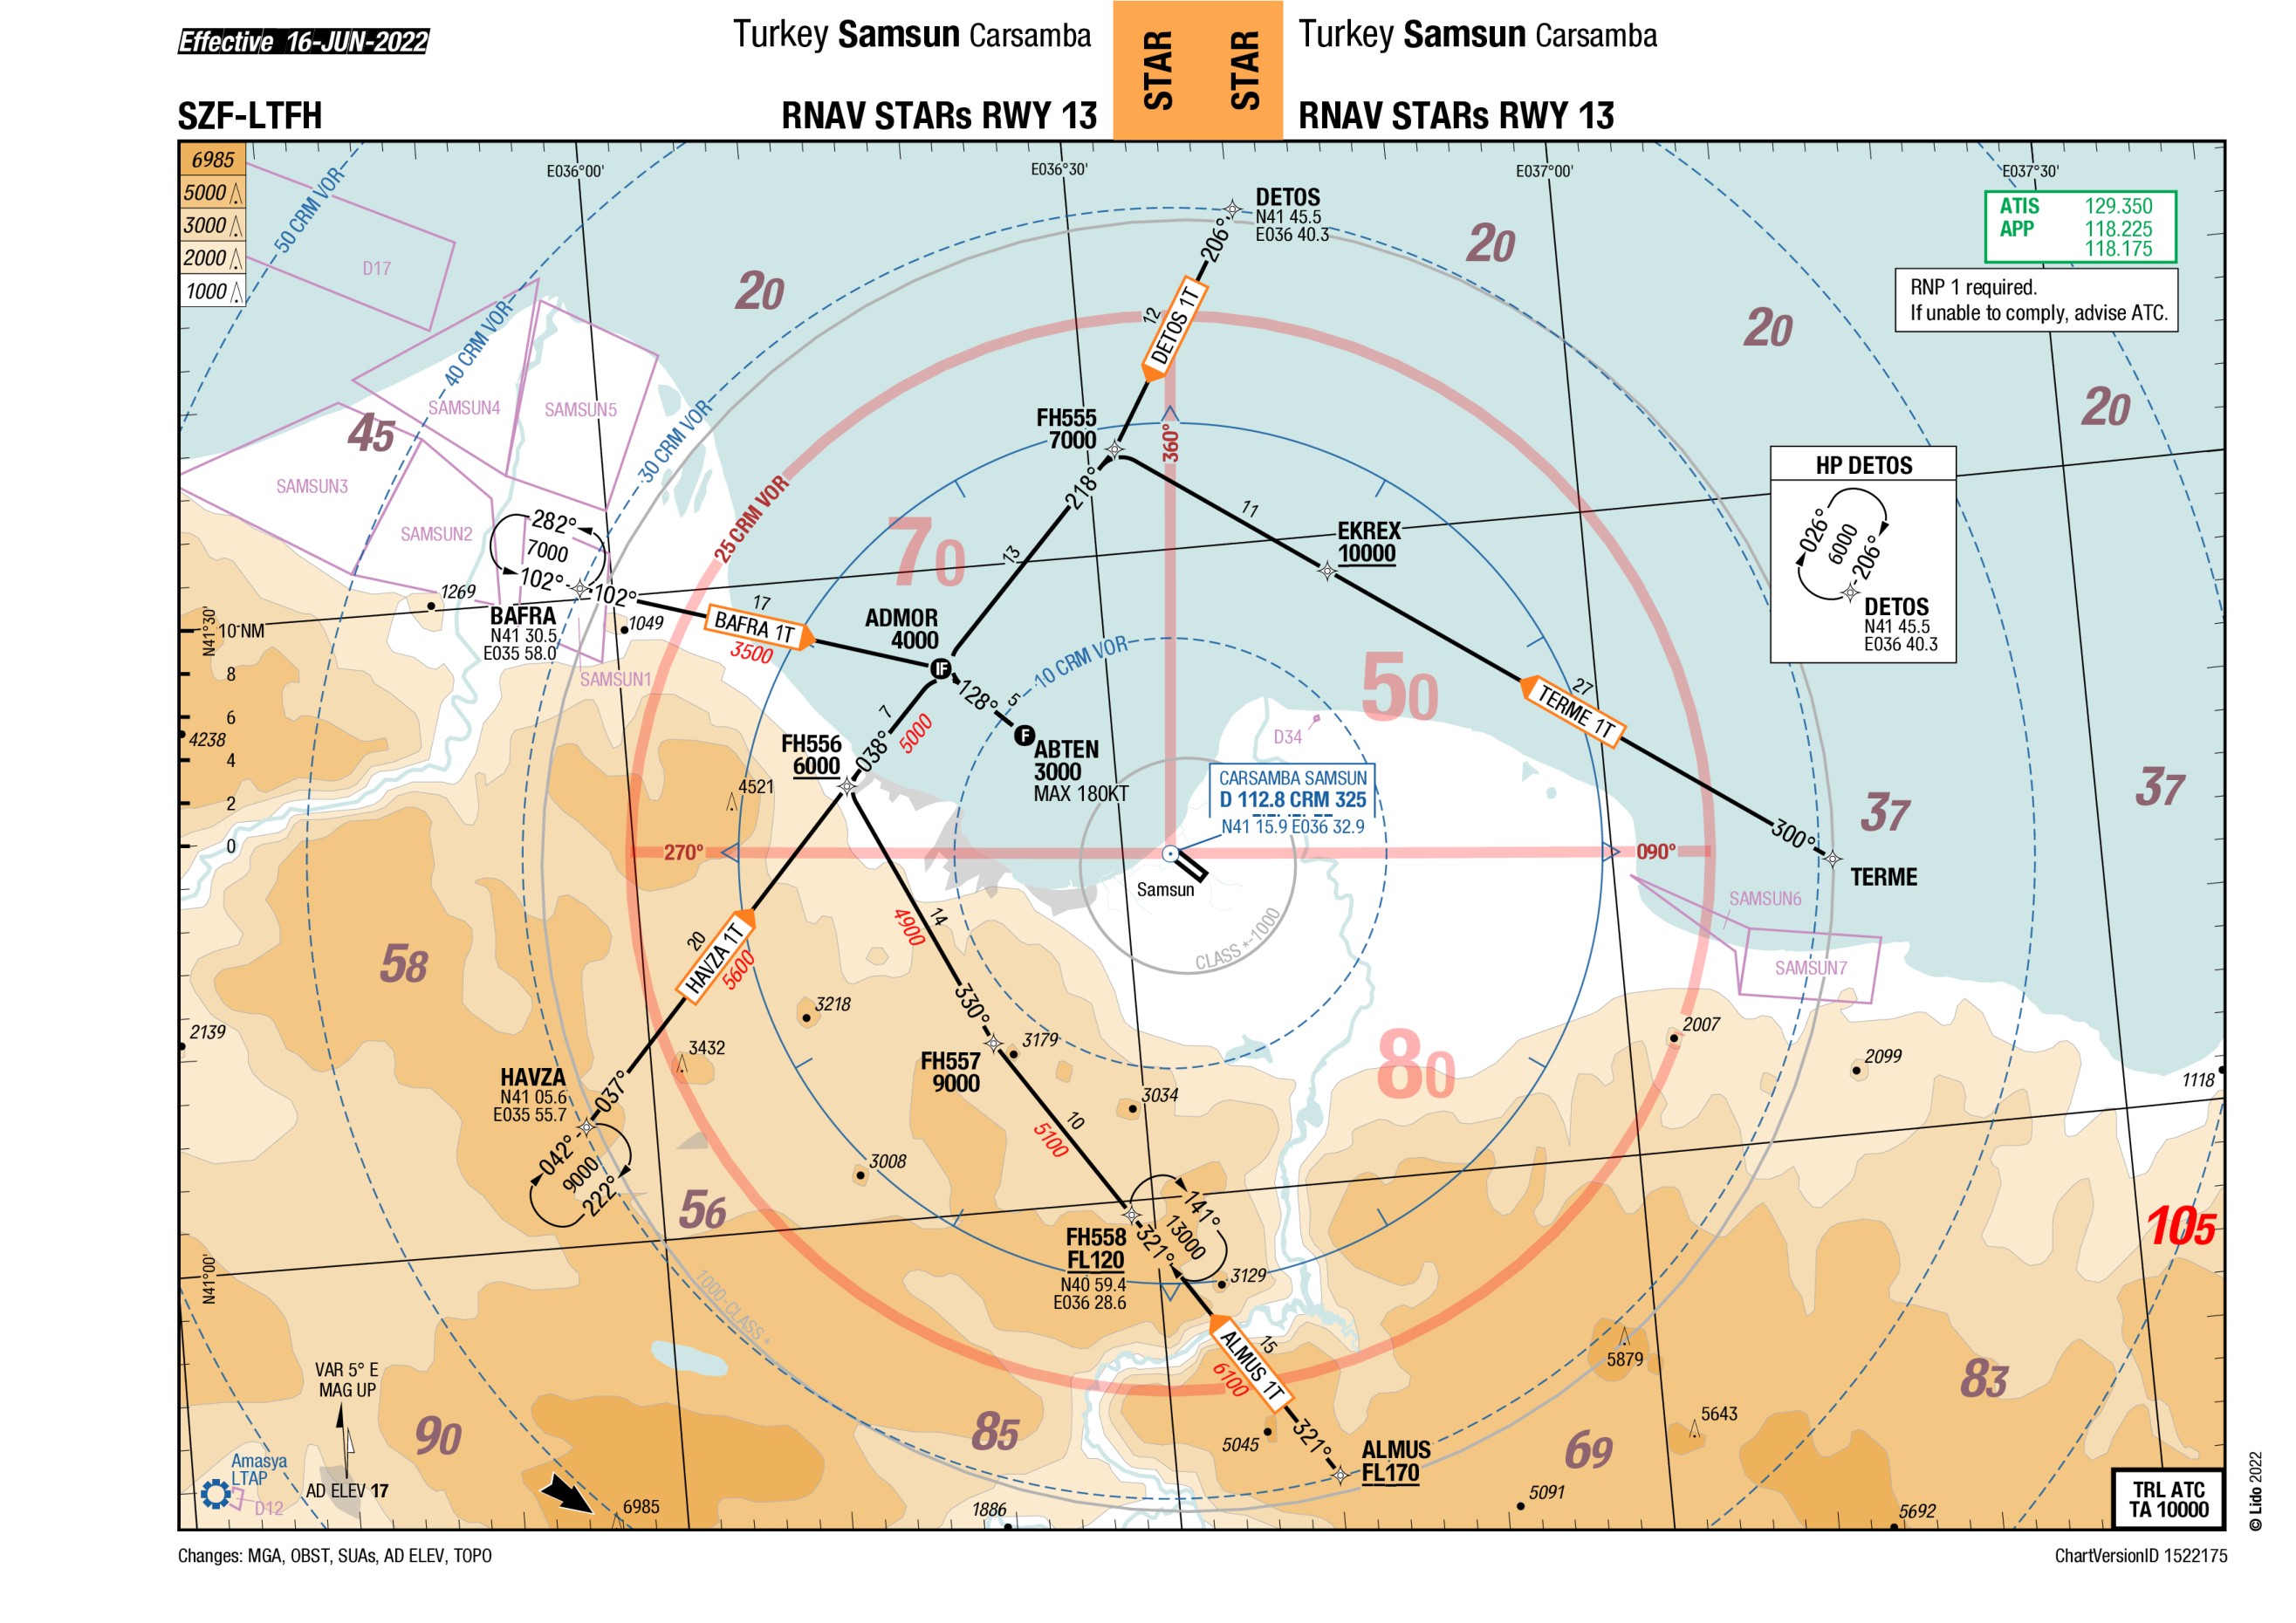 Effective 16-JUN-2022
Turkey Samsun Carsamba
STAR
STAR
Turkey Samsun Carsamba
SZF-LTFH
RNAV STARs RWY 13
RNAV STARs RWY 13
6985
5000
3000
2000
1000
E036°00'
E036°30'
E037°00'
E037°30'
ATIS 129.350
APP 118.225
118.175
RNP 1 required.
If unable to comply, advise ATC.
50 CRM VOR
40 CRM VOR
30 CRM VOR
25 CRM VOR
10 CRM VOR
D17
20
20
20
20
DETOS
N41 45.5
E036 40.3
206°
12
DETOS 1T
SAMSUN4
SAMSUN5
45
SAMSUN3
SAMSUN2
FH555
7000
360°
218°
11
13
EKREX
10000
HP DETOS
026°
6000
206°
DETOS
N41 45.5
E036 40.3
282°
7000
102°
102°
70
1269
BAFRA
N41 30.5
E035 58.0
1049
17
BAFRA 1T
3500
ADMOR
4000
IF
128°
5
N41°30'
10 NM
8
6
4
2
0
SAMSUN1
4238
50
27
TERME 1T
D34
7
038°
5000
FH556
6000
F
ABTEN
3000
MAX 180KT
4521
CARSAMBA SAMSUN
D 112.8 CRM 325
N41 15.9 E036 32.9
37
37
300°
TERME
270°
090°
Samsun
SAMSUN6
SAMSUN7
CLASS *-1000
4900
14
20
HAVZA 1T
5600
58
330°
3218
2139
3432
FH557
9000
3179
80
2007
2099
1118
HAVZA
N41 05.6
E035 55.7
037°
3034
10
5100
042°
9000
222°
3008
56
141°
13000
321°
FH558
FL120
N40 59.4
E036 28.6
3129
105
N41°00'
1000-CLASS *
15
ALMUS 1T
6100
5879
83
VAR 5° E
MAG UP
90
85
5045
321°
ALMUS
FL170
69
5643
Amasya
LTAP
D12
AD ELEV 17
6985
1886
5091
5692
TRL ATC
TA 10000
© Lido 2022
Changes: MGA, OBST, SUAs, AD ELEV, TOPO
ChartVersionID 1522175